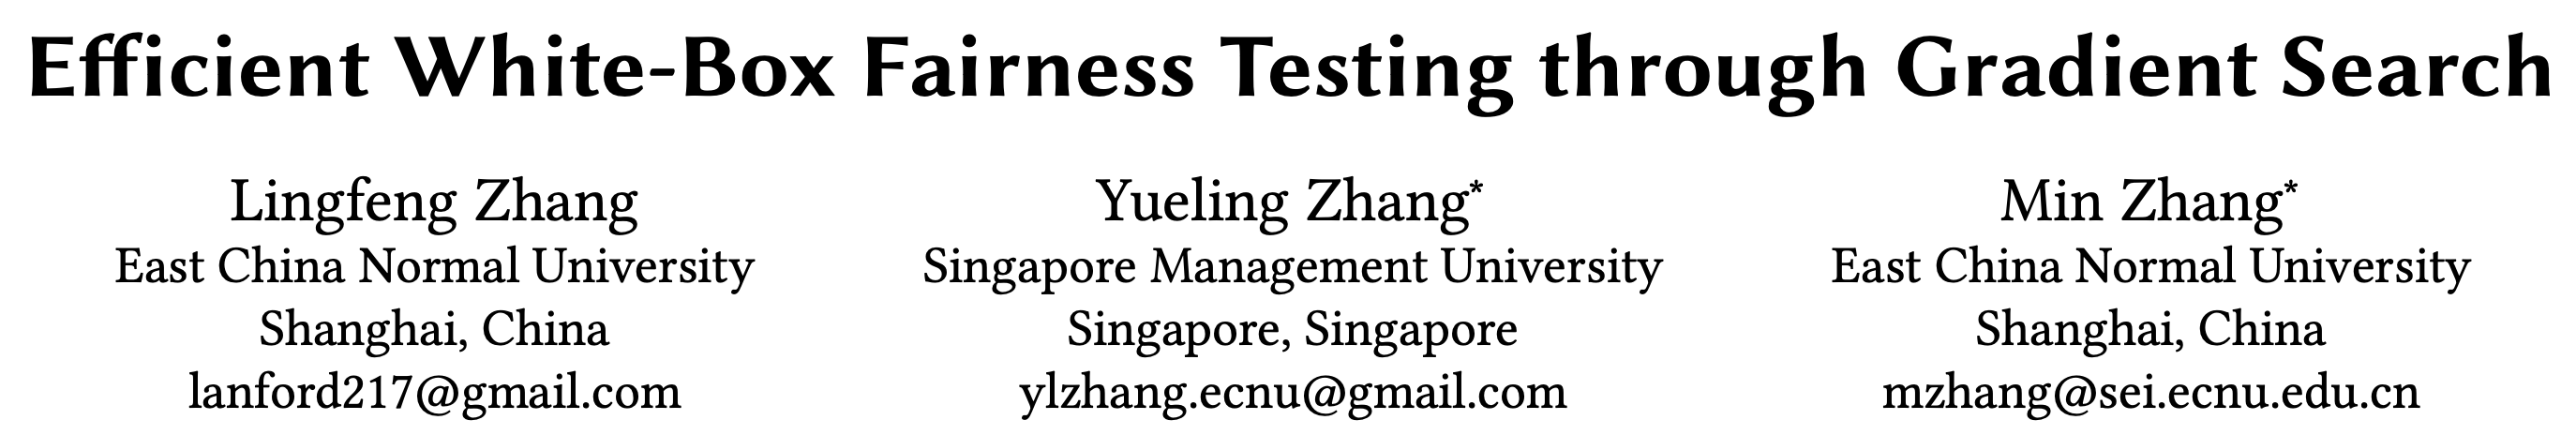 Efficient White-Box Fairness Testing through Gradient Search
Lingfeng Zhang
East China Normal University
Shanghai, China
lanford217@gmail.com
Yueling Zhang*
Singapore Management University
Singapore, Singapore
ylzhang.ecnu@gmail.com
Min Zhang*
East China Normal University
Shanghai, China
mzhang@sei.ecnu.edu.cn